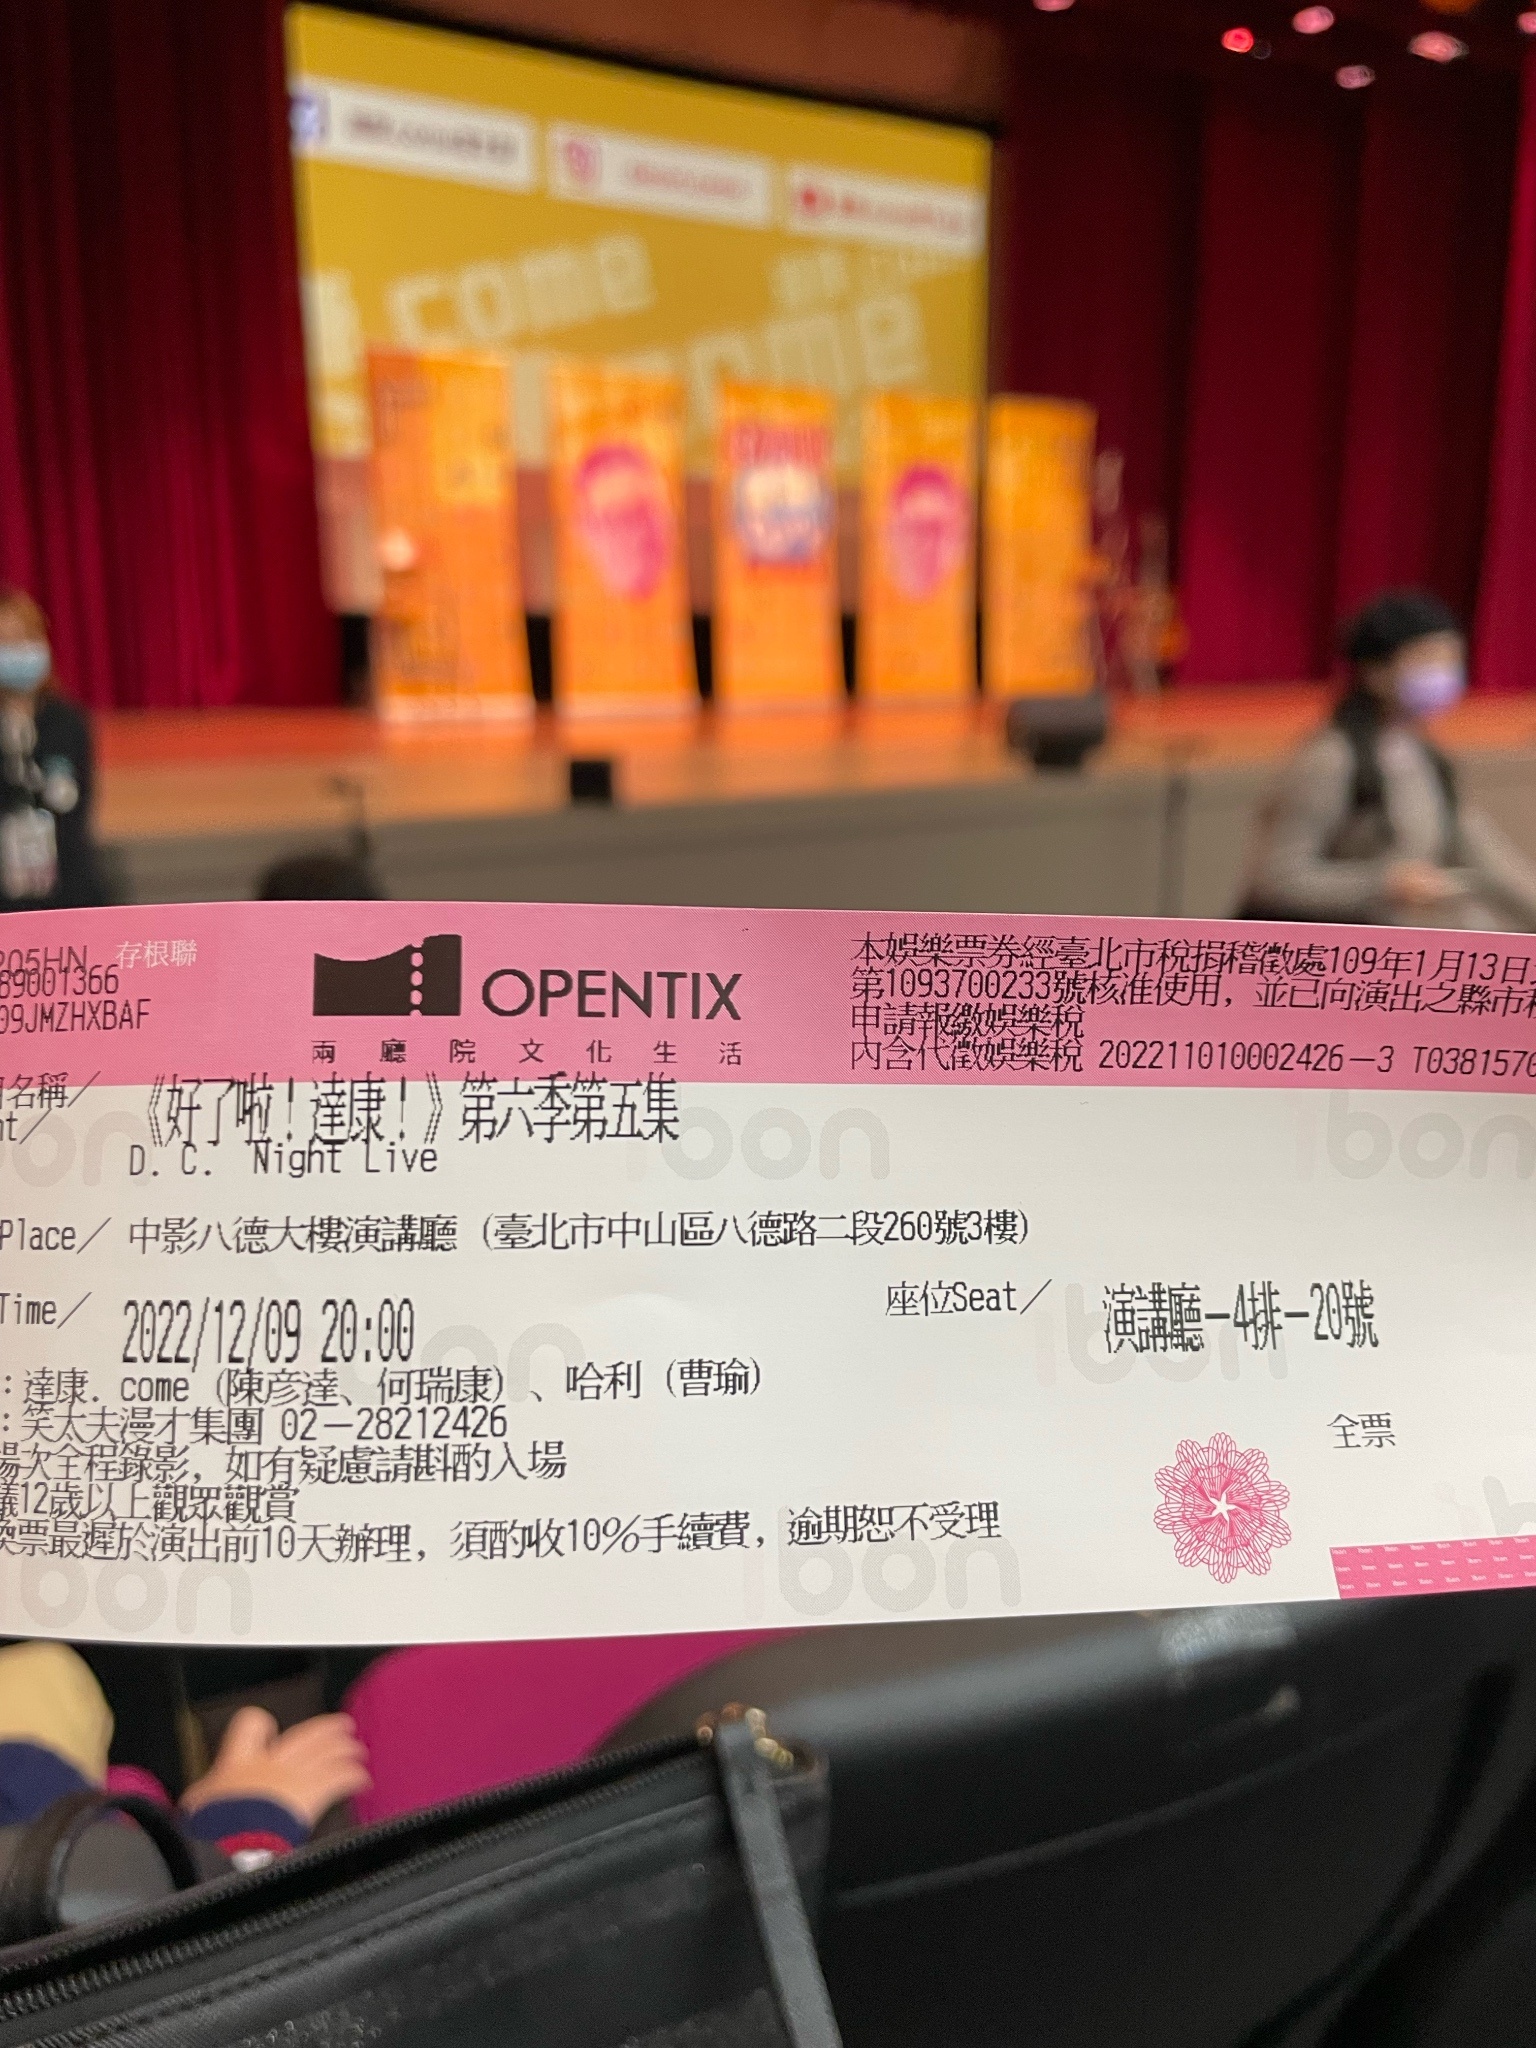 come
come
205HN 存根聯
89001366
09JMZHXBAF
OPENTIX
兩廳院文化生活
本娛樂票券經臺北市稅捐稽徵處109年1月13日
第1093700233號核准使用，並已向演出之縣市
申請報繳娛樂稅
內含代徵娛樂稅 202211010002426-3 T0381570
名稱/
《好了啦！達康！》第六季第五集
D. C. Night Live
Place/ 中影八德大樓演講廳（臺北市中山區八德路二段260號3樓）
Time/ 2022/12/09 20:00
座位Seat/ 演講廳-4排-20號
：達康. come（陳彥達、何瑞康）、哈利（曹瑜）
：笑太夫漫才集團 02-28212426
場次全程錄影，如有疑慮請斟酌入場
議12歲以上觀眾觀賞
換票最遲於演出前10天辦理，須酌收10%手續費，逾期恕不受理
全票
ibon